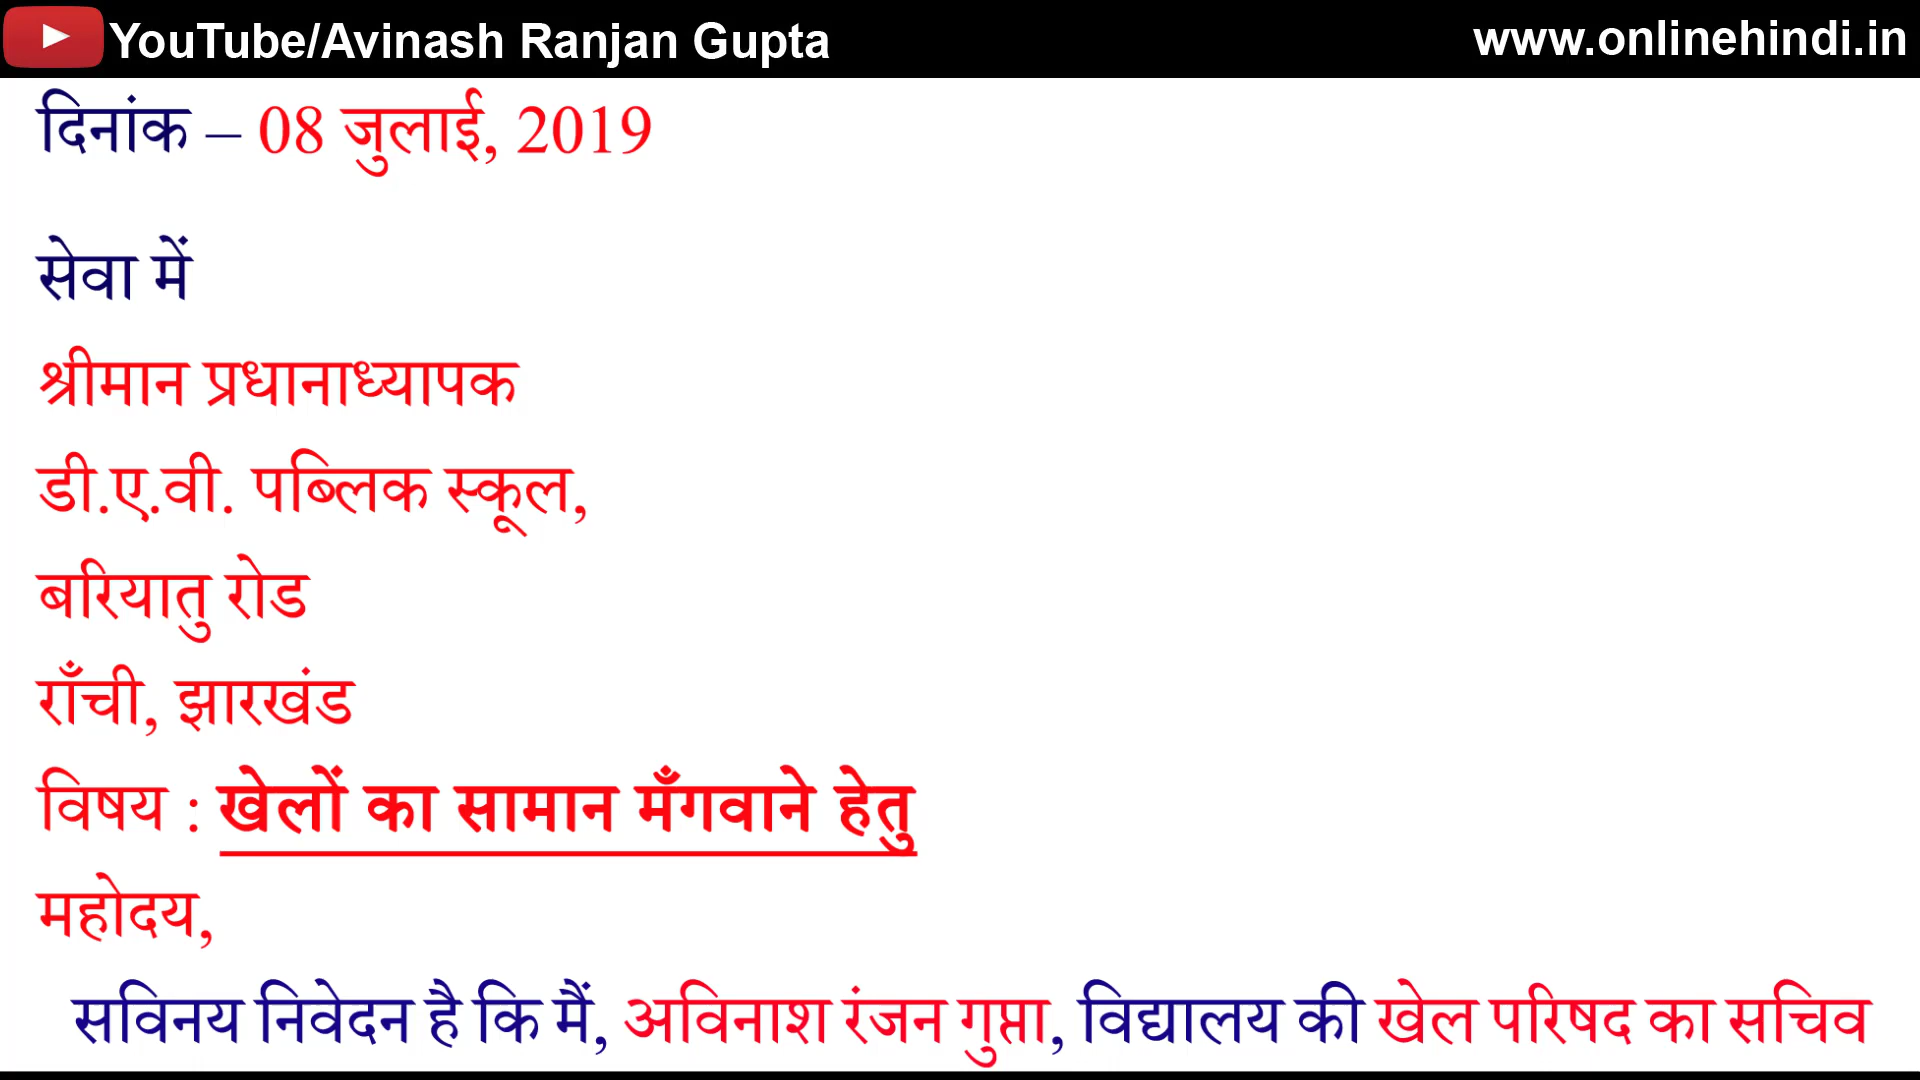 YouTube/Avinash Ranjan Gupta
www.onlinehindi.in
दिनांक – 08 जुलाई, 2019
सेवा में
श्रीमान प्रधानाध्यापक
डी.ए.वी. पब्लिक स्कूल,
बरियातु रोड
राँची, झारखंड
विषय : खेलों का सामान मँगवाने हेतु
महोदय,
सविनय निवेदन है कि मैं, अविनाश रंजन गुप्ता, विद्यालय की खेल परिषद का सचिव